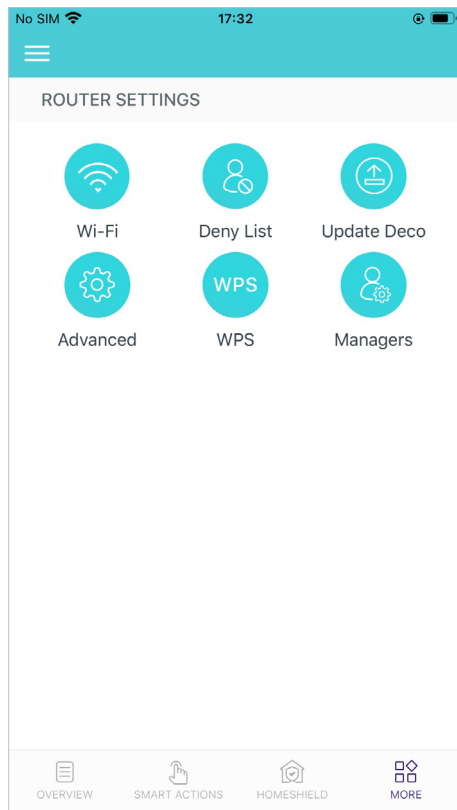 No SIM 17:32
ROUTER SETTINGS
Wi-Fi Deny List Update Deco
WPS
Advanced WPS Managers
OVERVIEW SMART ACTIONS HOMESHIELD MORE